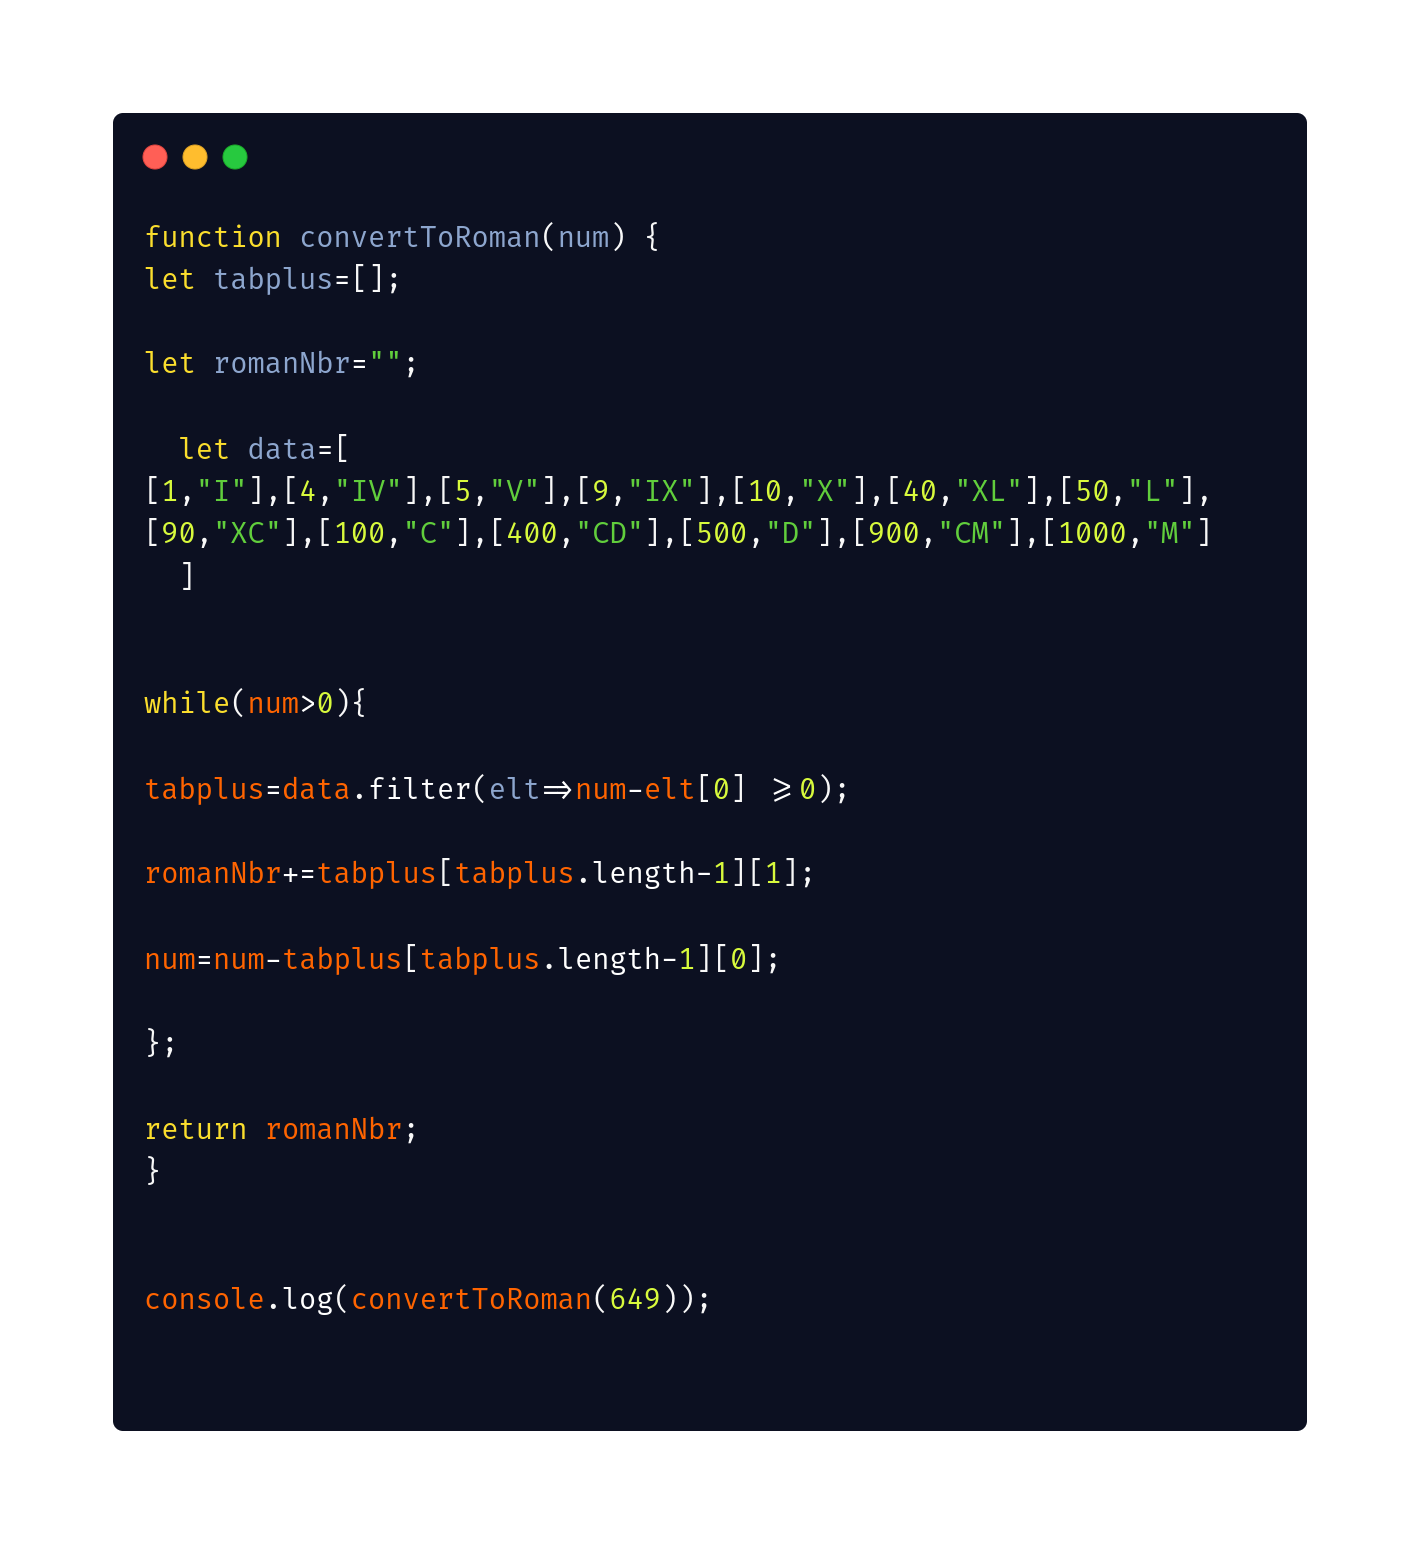 function convertToRoman(num) {
let tabplus=[];
let romanNbr="";
  let data=[
[1,"I"],[4,"IV"],[5,"V"],[9,"IX"],[10,"X"],[40,"XL"],[50,"L"],
[90,"XC"],[100,"C"],[400,"CD"],[500,"D"],[900,"CM"],[1000,"M"]
  ]
while(num>0){
tabplus=data.filter(elt=>num-elt[0] >=0);
romanNbr+=tabplus[tabplus.length-1][1];
num=num-tabplus[tabplus.length-1][0];
};
return romanNbr;
}
console.log(convertToRoman(649));